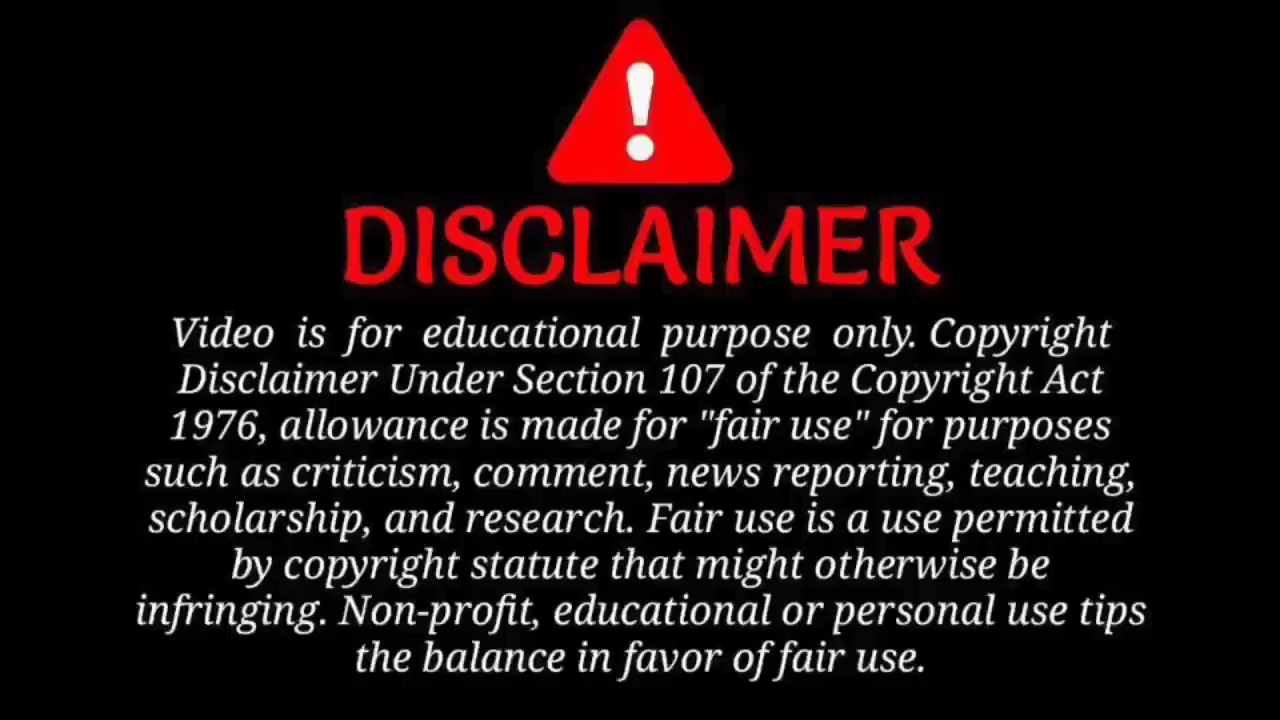 DISCLAIMER
Video is for educational purpose only. Copyright
Disclaimer Under Section 107 of the Copyright Act
1976, allowance is made for "fair use" for purposes
such as criticism, comment, news reporting, teaching,
scholarship, and research. Fair use is a use permitted
by copyright statute that might otherwise be
infringing. Non-profit, educational or personal use tips
the balance in favor of fair use.